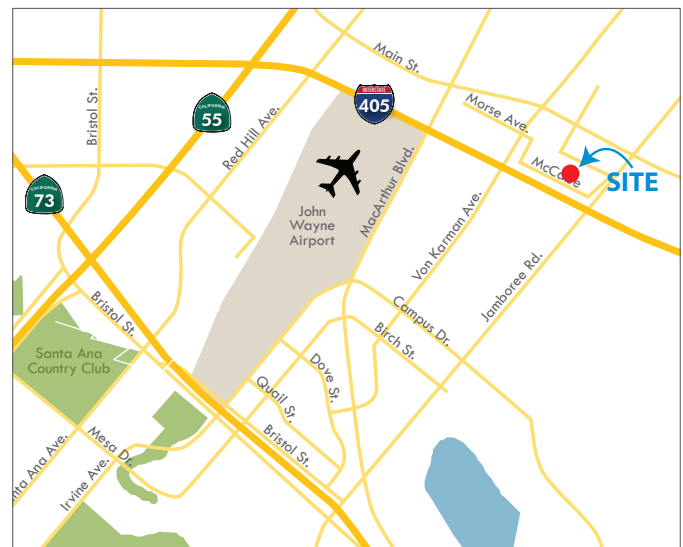 Main St.
Bristol St.
CALIFORNIA
55
Red Hill Ave.
INTERSTATE
405
Morse Ave.
McCabe
SITE
CALIFORNIA
73
John
Wayne
Airport
MacArthur Blvd.
Von Karman Ave.
Jamboree Rd.
Bristol St.
Campus Dr.
Birch St.
Santa Ana
Country Club
Dove St.
Quail St.
Bristol St.
Mesa Dr.
nta Ana Ave.
Irvine Ave.